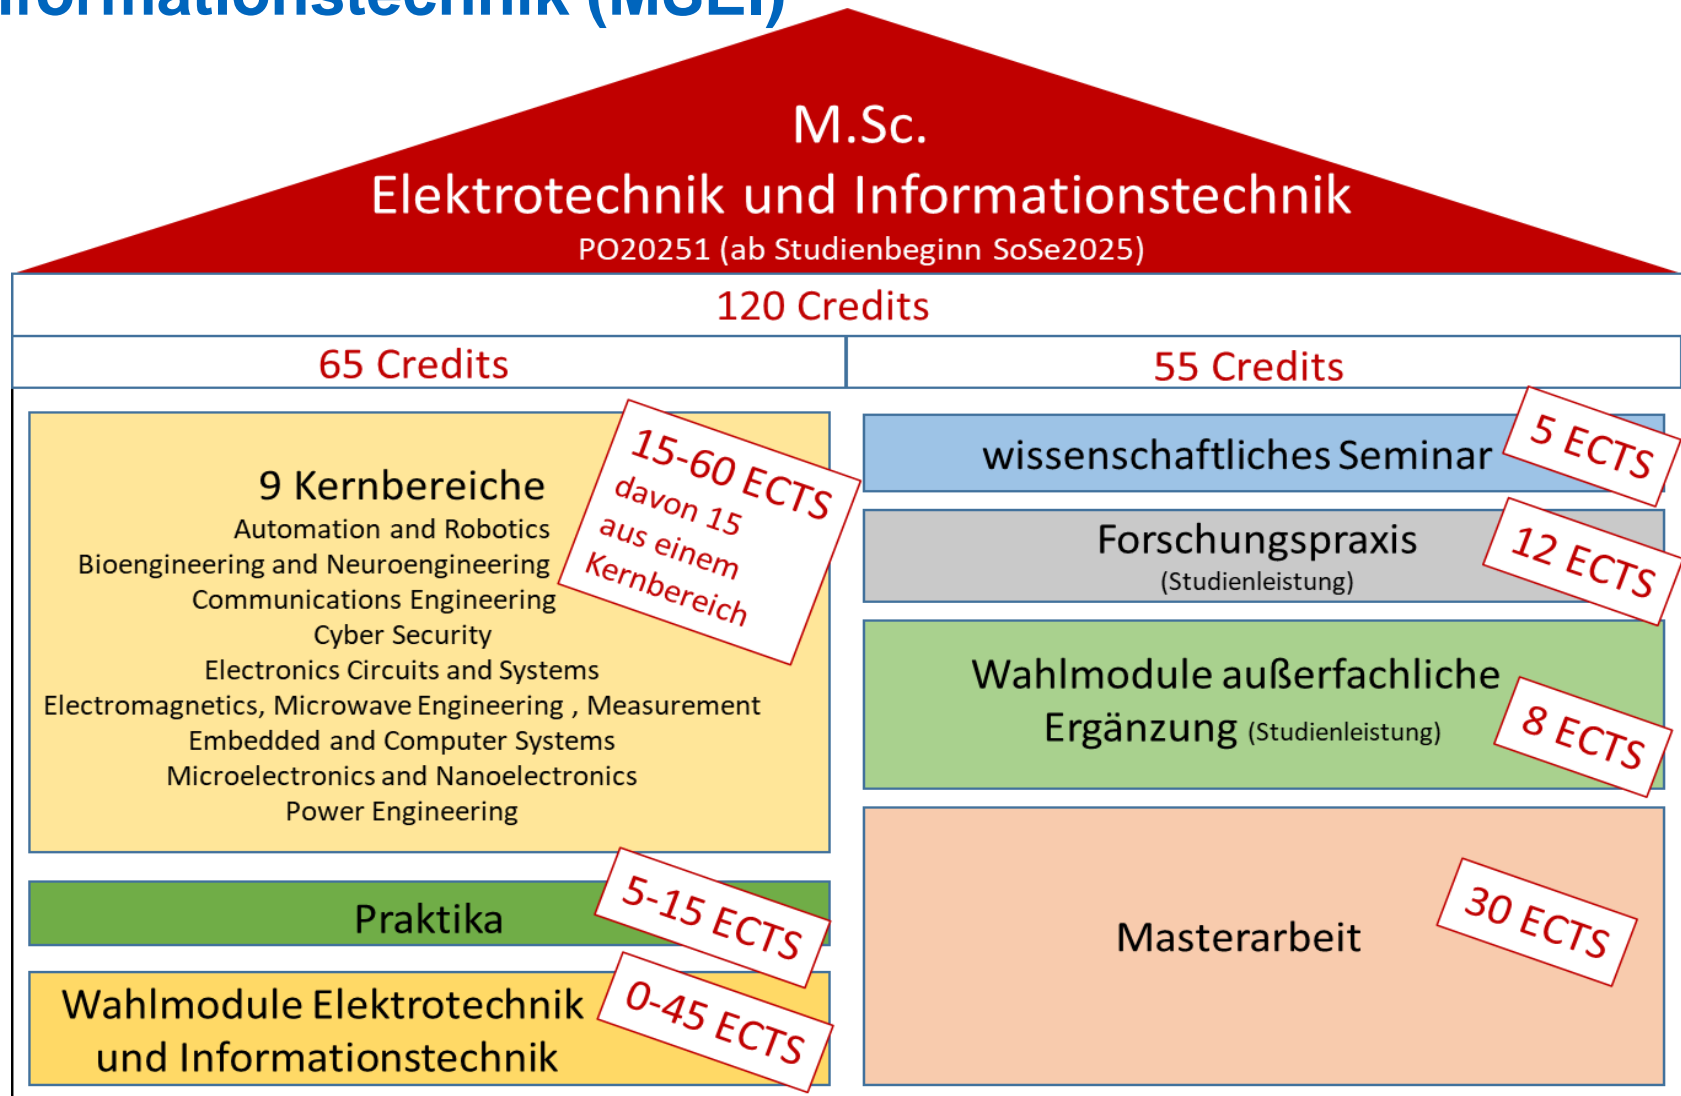 nformationstechnik (MSEI)
M.Sc.
Elektrotechnik und Informationstechnik
PO20251 (ab Studienbeginn SoSe2025)
120 Credits
65 Credits
55 Credits
9 Kernbereiche
Automation and Robotics
Bioengineering and Neuroengineering
Communications Engineering
Cyber Security
Electronics Circuits and Systems
Electromagnetics, Microwave Engineering , Measurement
Embedded and Computer Systems
Microelectronics and Nanoelectronics
Power Engineering
15-60 ECTS
davon 15
aus einem
Kernbereich
Praktika
5-15 ECTS
Wahlmodule Elektrotechnik
und Informationstechnik
0-45 ECTS
wissenschaftliches Seminar
5 ECTS
Forschungspraxis
(Studienleistung)
12 ECTS
Wahlmodule außerfachliche
Ergänzung (Studienleistung)
8 ECTS
Masterarbeit
30 ECTS